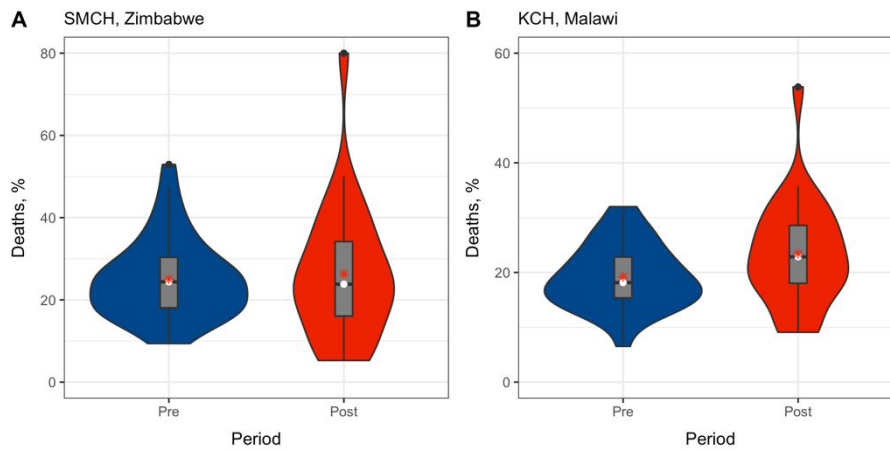 A SMCH, Zimbabwe
Deaths, %
80
60
40
20
0
Pre Post
Period
B KCH, Malawi
Deaths, %
60
40
20
0
Pre Post
Period